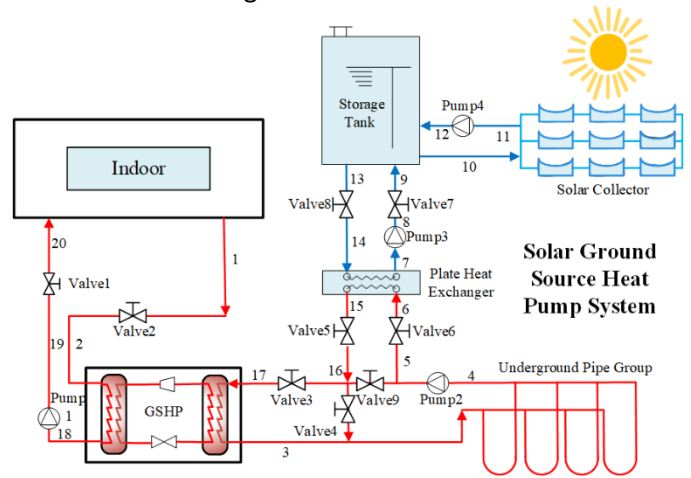 Storage
Tank
Pump4
12
11
10
Solar Collector
Indoor
13
9
Valve8
Valve7
8
14
Pump3
7
20
1
Valve1
Plate Heat
Exchanger
Solar Ground
Source Heat
Pump System
15
6
Valve2
Valve5
Valve6
19
2
16
5
17
4
Underground Pipe Group
Valve3
Valve9
Pump2
Pump
1
GSHP
18
Valve4
3